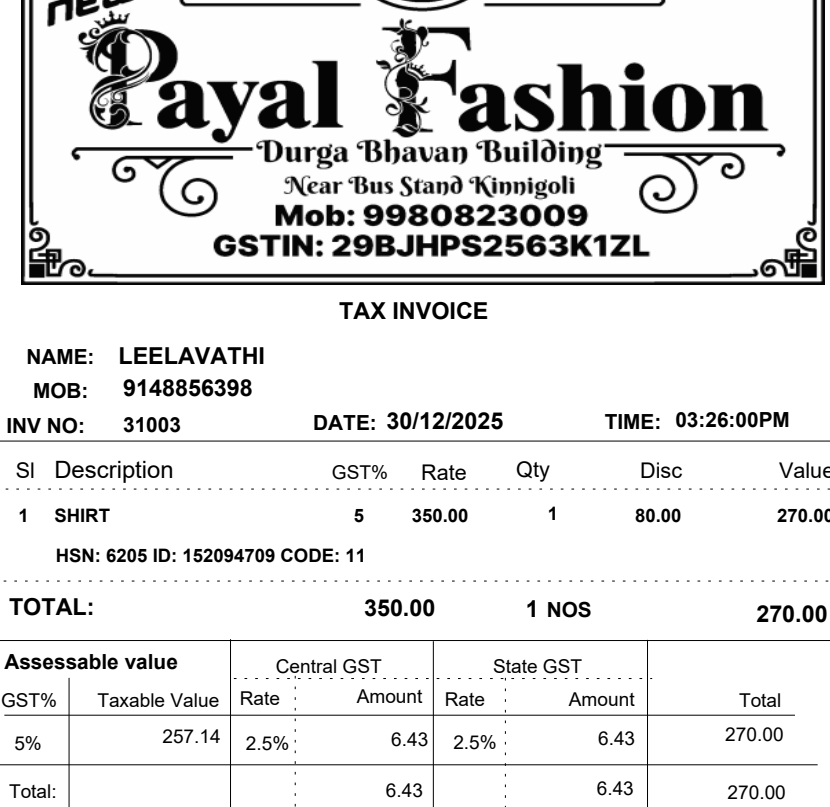 new
Payal Fashion
Durga Bhavan Building
Near Bus Stand Kinnigoli
Mob: 9980823009
GSTIN: 29BJHPS2563K1ZL
TAX INVOICE
NAME: LEELAVATHI
MOB: 9148856398
INV NO: 31003 DATE: 30/12/2025 TIME: 03:26:00PM
Sl Description GST% Rate Qty Disc Value
1 SHIRT 5 350.00 1 80.00 270.00
HSN: 6205 ID: 152094709 CODE: 11
TOTAL: 350.00 1 NOS 270.00
Assessable value Central GST State GST
GST% Taxable Value Rate Amount Rate Amount Total
5% 257.14 2.5% 6.43 2.5% 6.43 270.00
Total: 6.43 6.43 270.00